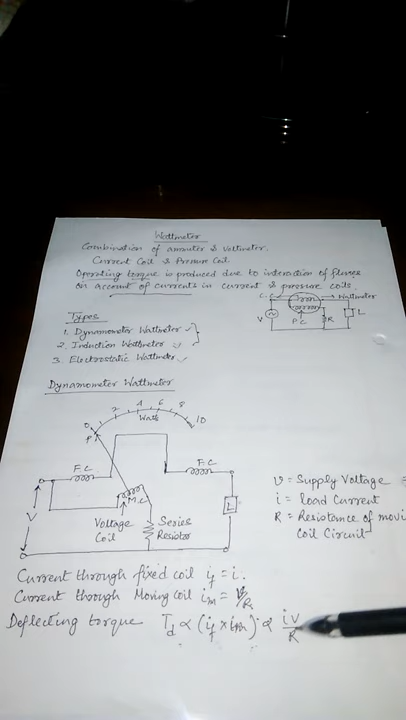 Wattmeter
Combination of ammeter & Voltmeter.
Current Coil & Pressure Coil
Operating torque is produced due to interaction of fluxes
on account of currents in current & pressure coils.
C.C. Wattmeter
V P.C. R L
Types
1. Dynamometer Wattmeter
2. Induction Wattmeter
3. Electrostatic Wattmeter
Dynamometer Wattmeter
0 2 4 6 8 10
P Watts
F.C F.C
M.C.
V Voltage Coil Series Resistor L
v = Supply Voltage
i = Load Current
R = Resistance of movi
Coil Circuit
Current through fixed coil if = i.
Current through Moving coil im = v/R.
Deflecting torque Td ∝ (if × im) ∝ iv/R